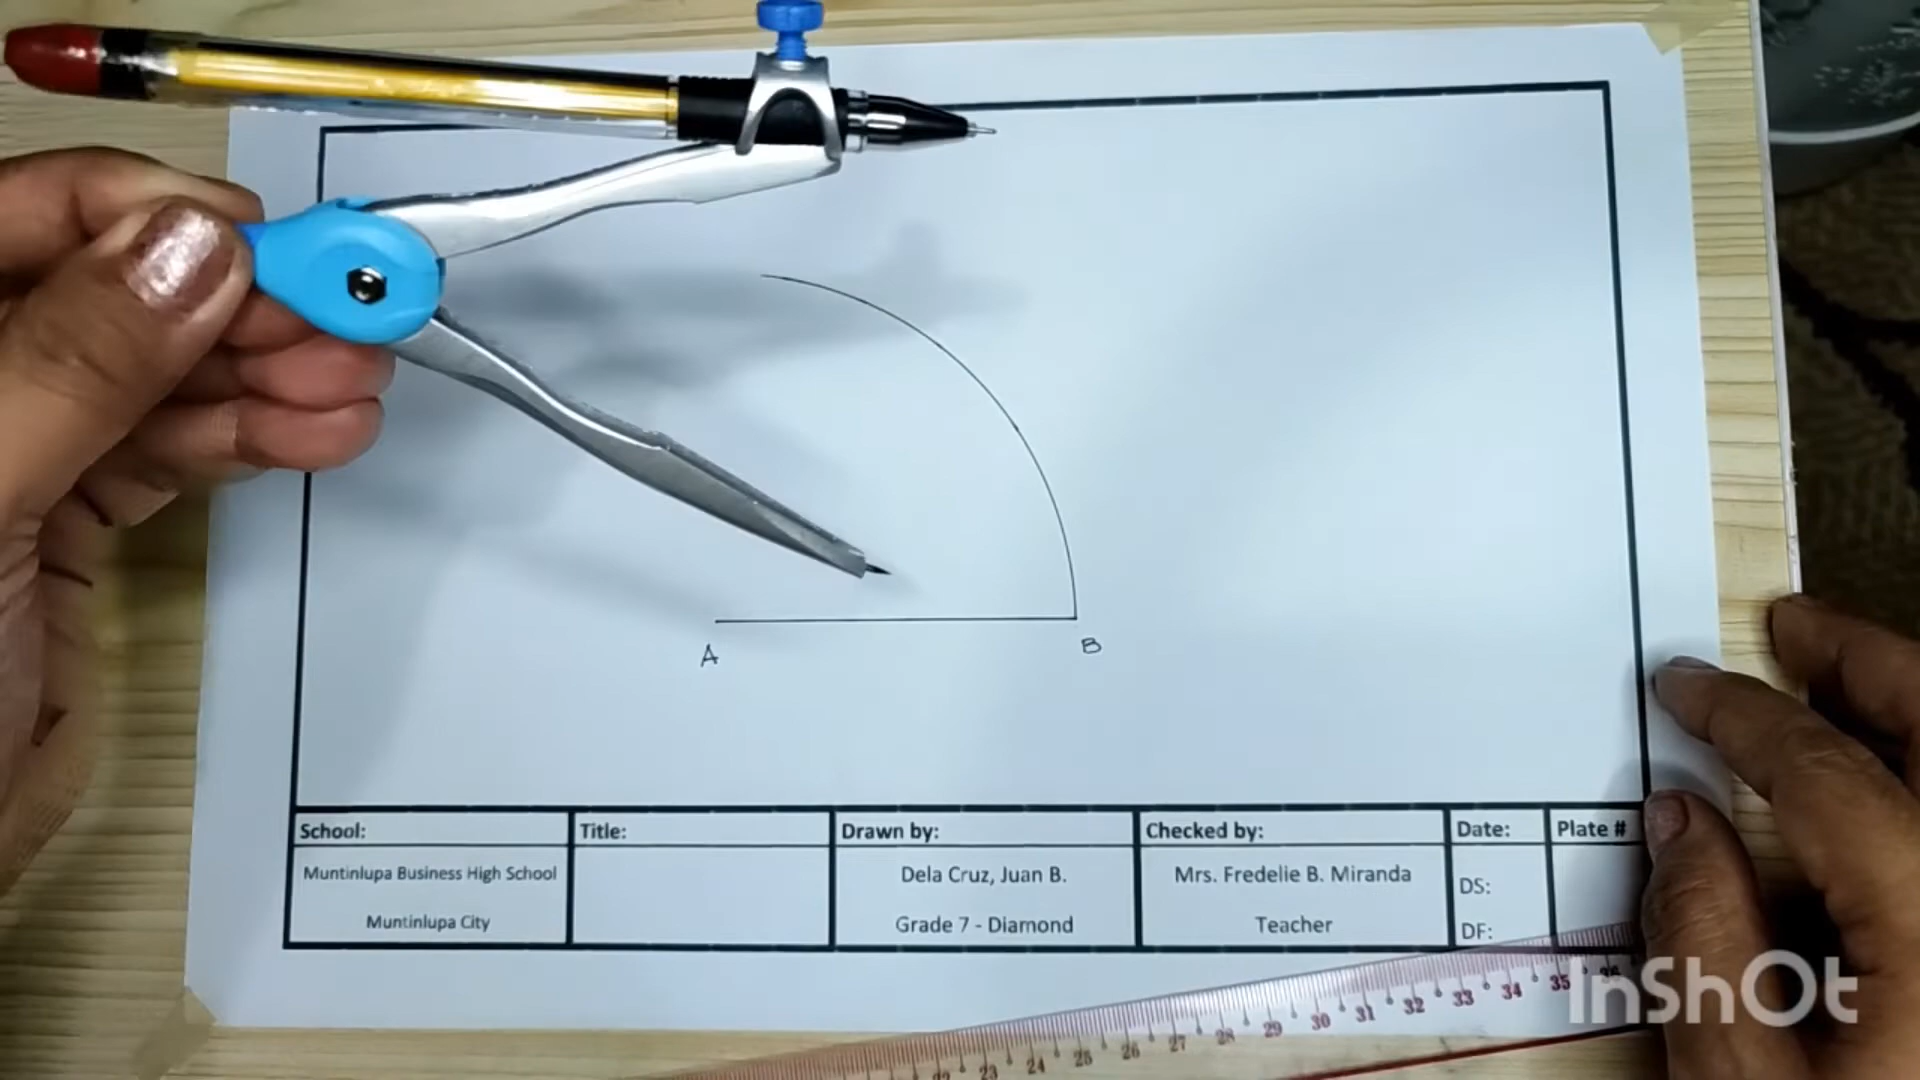 A
B
School:
Title:
Drawn by:
Checked by:
Date:
Plate #
Muntinlupa Business High School
Dela Cruz, Juan B.
Mrs. Fredelie B. Miranda
DS:
Muntinlupa City
Grade 7 - Diamond
Teacher
DF:
22 23 24 25 26 27 28 29 30 31 32 33 34 35 36
InShOt